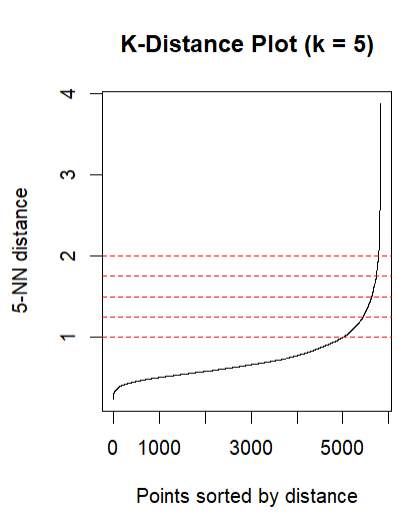 K-Distance Plot (k = 5)
4
3
2
1
5-NN distance
0 1000 3000 5000
Points sorted by distance